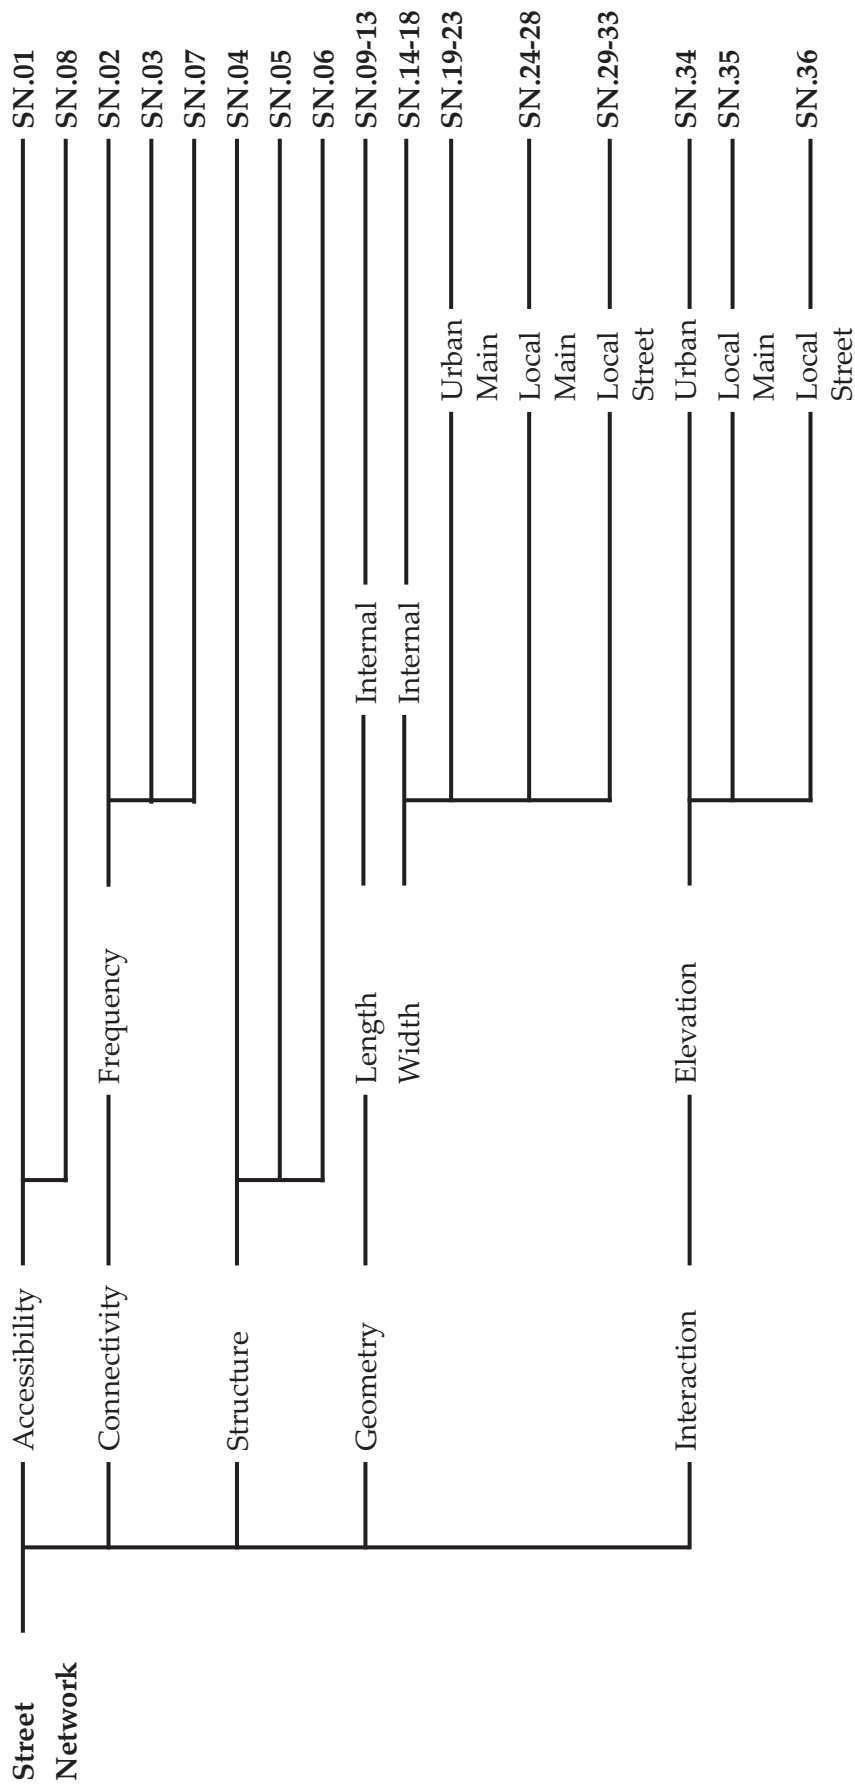 Street
Network
Accessibility
SN.01
SN.08
Connectivity
Frequency
SN.02
SN.03
SN.07
Structure
SN.04
SN.05
SN.06
Geometry
Length
Internal
SN.09-13
Width
Internal
SN.14-18
Urban
Main
SN.19-23
Local
Main
SN.24-28
Local
Street
SN.29-33
Interaction
Elevation
Urban
SN.34
Local
Main
SN.35
Local
Street
SN.36